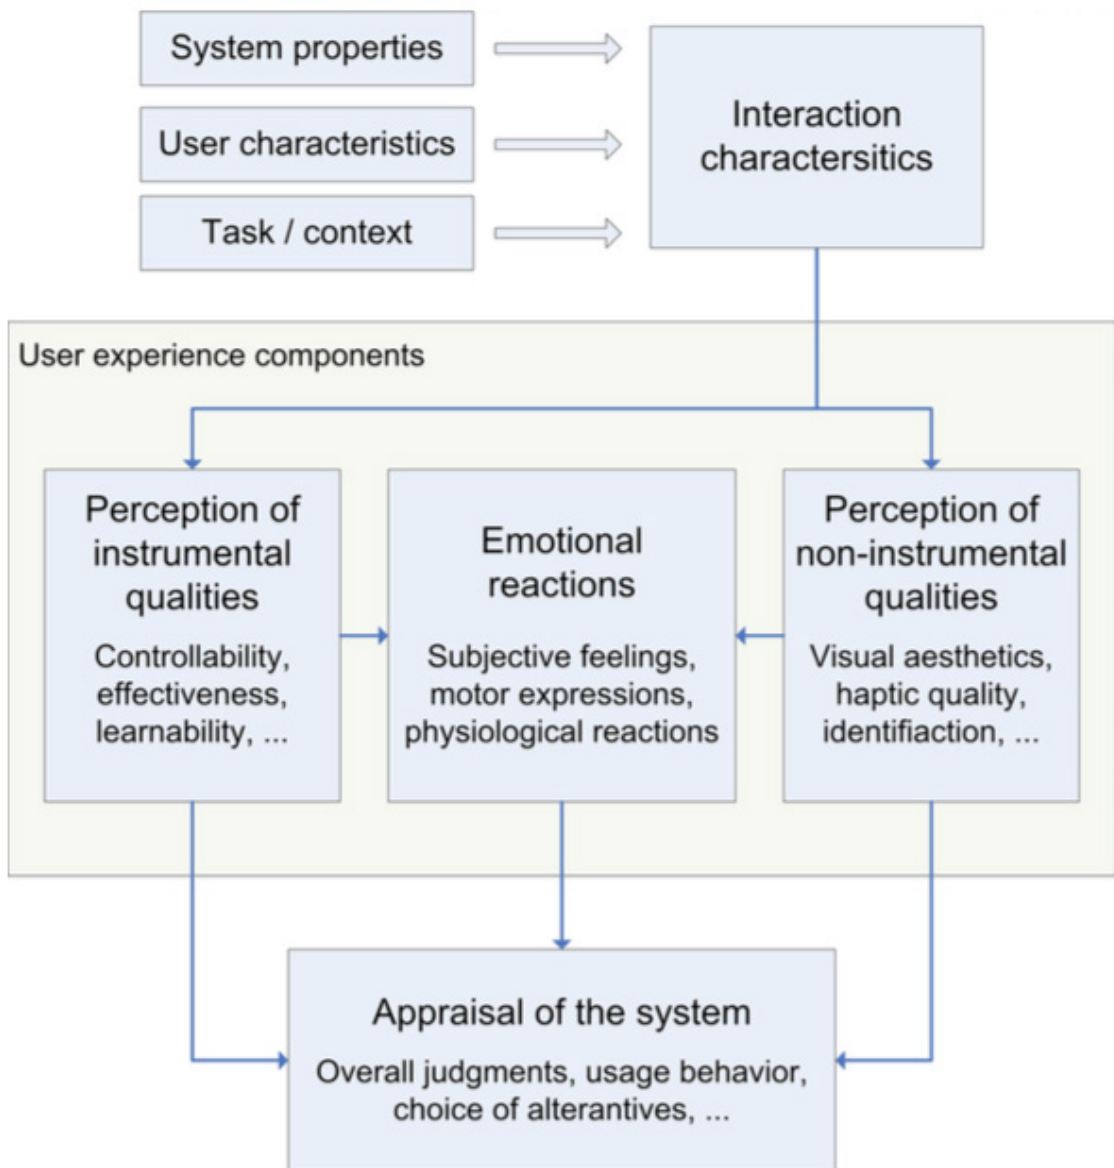 System properties
User characteristics
Task / context
Interaction
charactersitics
User experience components
Perception of
instrumental
qualities
Controllability,
effectiveness,
learnability, ...
Emotional
reactions
Subjective feelings,
motor expressions,
physiological reactions
Perception of
non-instrumental
qualities
Visual aesthetics,
haptic quality,
identifiaction, ...
Appraisal of the system
Overall judgments, usage behavior,
choice of alterantives, ...